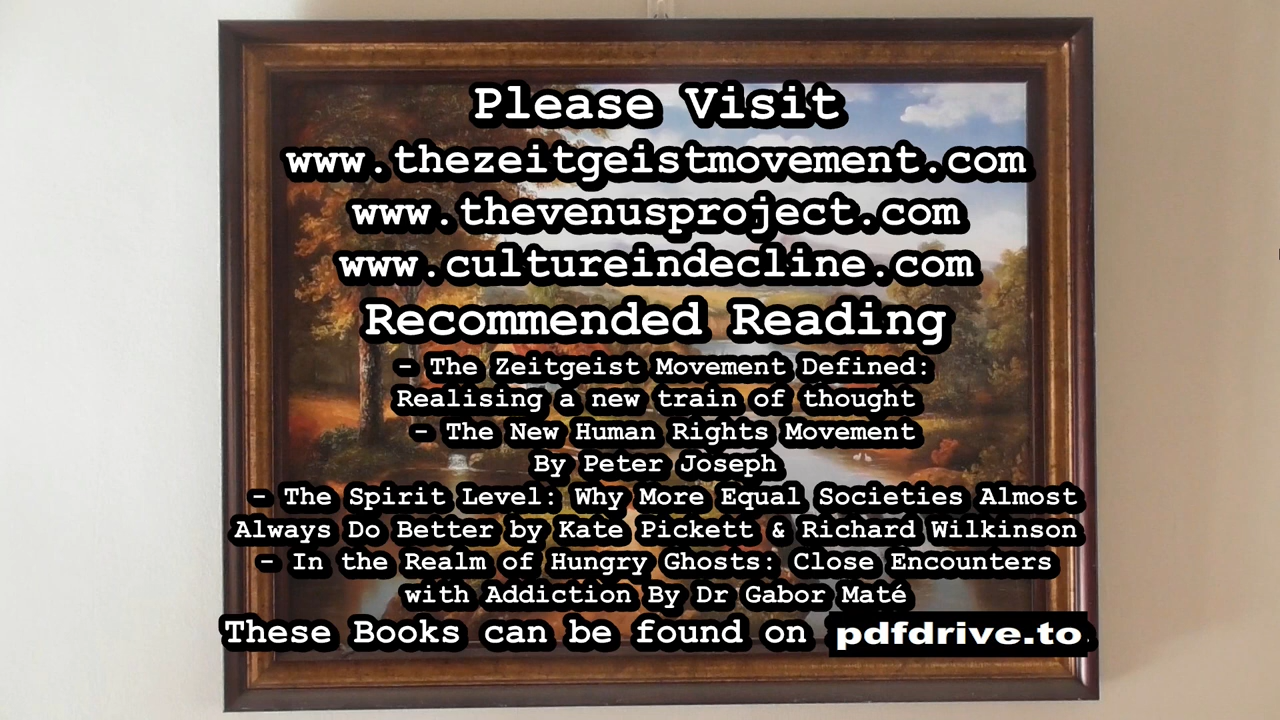 Please Visit
www.thezeitgeistmovement.com
www.thevenusproject.com
www.cultureindecline.com
Recommended Reading
- The Zeitgeist Movement Defined:
Realising a new train of thought
- The New Human Rights Movement
By Peter Joseph
- The Spirit Level: Why More Equal Societies Almost
Always Do Better by Kate Pickett & Richard Wilkinson
- In the Realm of Hungry Ghosts: Close Encounters
with Addiction By Dr Gabor Maté
These Books can be found on pdfdrive.to